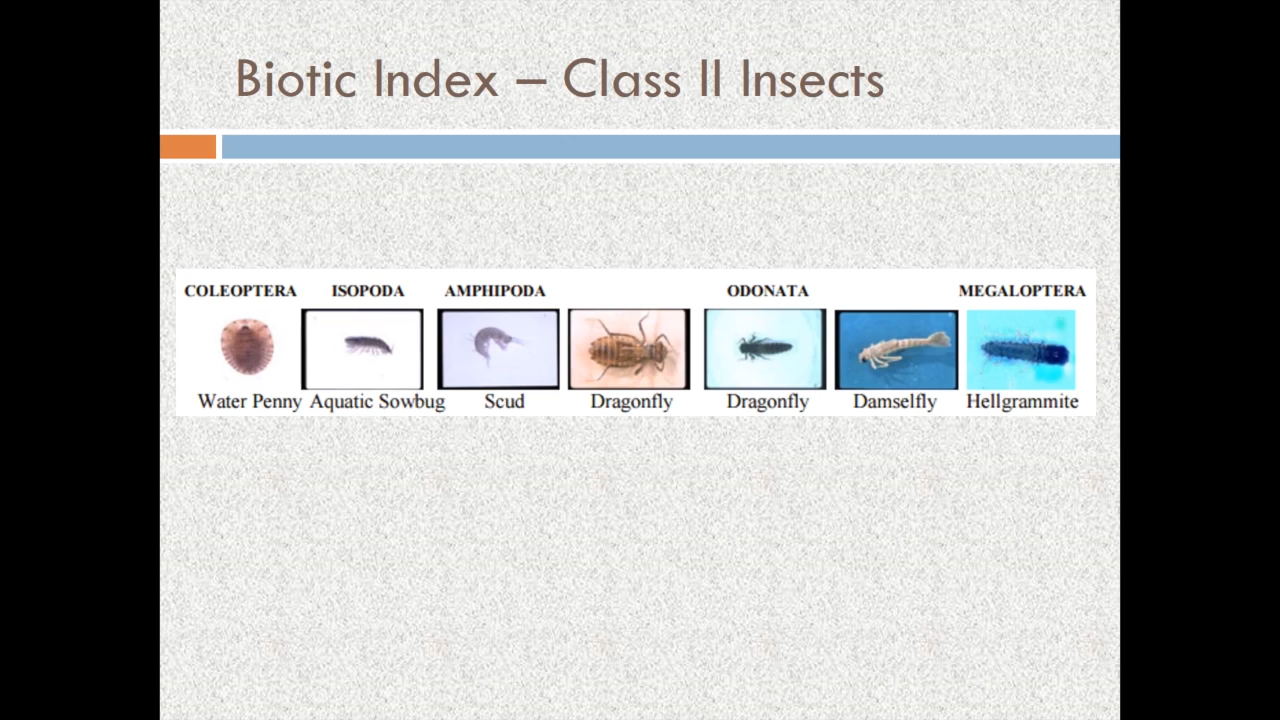 Biotic Index – Class II Insects
COLEOPTERA ISOPODA AMPHIPODA ODONATA MEGALOPTERA
Water Penny Aquatic Sowbug Scud Dragonfly Dragonfly Damselfly Hellgrammite